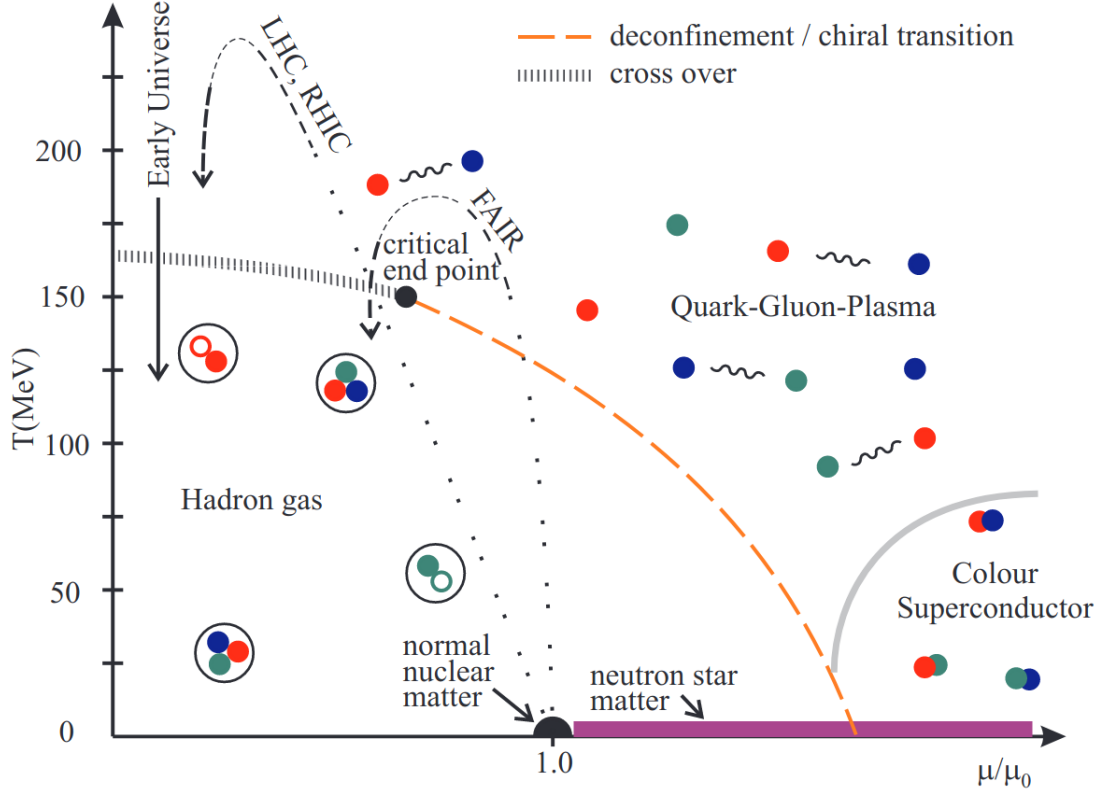 deconfinement / chiral transition
cross over
Early Universe
LHC, RHIC
FAIR
200
critical
end point
150
Quark-Gluon-Plasma
T(MeV)
100
Hadron gas
50
Colour
Superconductor
normal
nuclear
matter
neutron star
matter
0
1.0
μ/μ₀